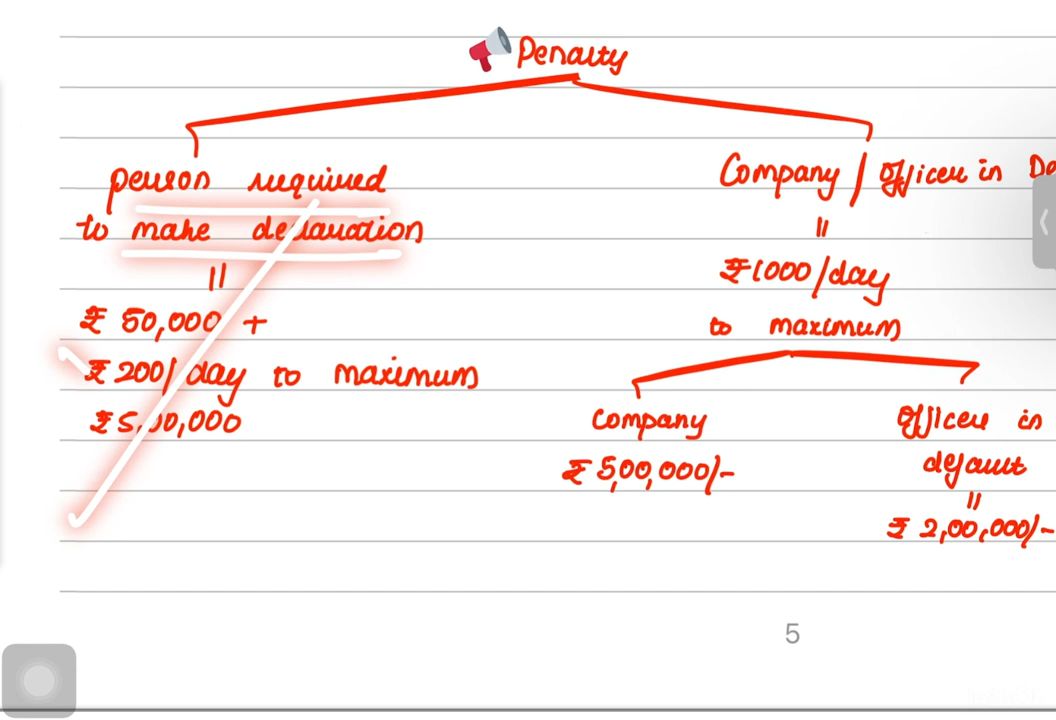 Penalty
person required
to make declaration
=
₹ 50,000 +
₹ 200/day to maximum
₹ 5,00,000
Company / Officer in
=
₹1000/day
to maximum
Company
₹ 5,00,000/-
Officer in
default
=
₹ 2,00,000/-
5